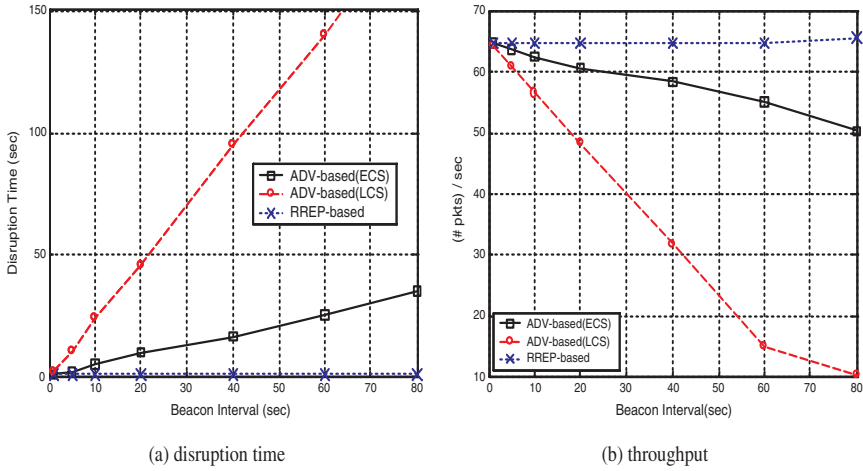 150
100
50
0
Disruption Time (sec)
ADV-based(ECS)
ADV-based(LCS)
RREP-based
0 10 20 30 40 50 60 70 80
Beacon Interval (sec)
(a) disruption time
70
60
50
40
30
20
10
(# pkts) / sec
ADV-based(ECS)
ADV-based(LCS)
RREP-based
0 10 20 30 40 50 60 70 80
Beacon Interval(sec)
(b) throughput